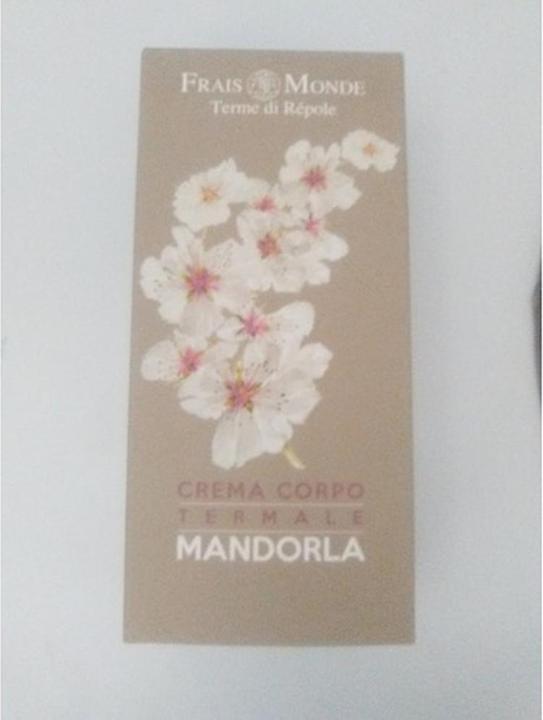 FRAIS MONDE
Terme di Répole
CREMA CORPO
TERMALE
MANDORLA